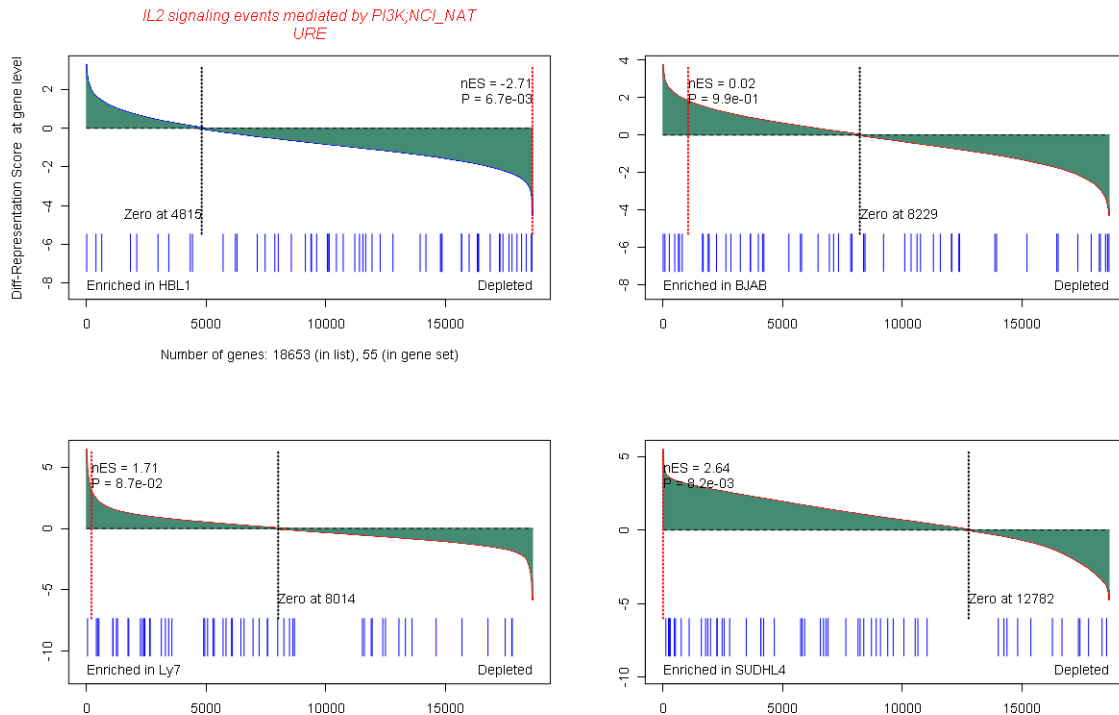 IL2 signaling events mediated by PI3K;NCI_NAT
URE
Diff-Representation Score at gene level
2
0
-2
-4
-6
-8
nES = -2.71
P = 6.7e-03
Zero at 4815
Enriched in HBL1
Depleted
0
5000
10000
15000
Number of genes: 18653 (in list), 55 (in gene set)
4
2
0
-2
-4
-6
-8
nES = 0.02
P = 9.9e-01
Zero at 8229
Enriched in BJAB
Depleted
0
5000
10000
15000
5
0
-5
-10
nES = 1.71
P = 8.7e-02
Zero at 8014
Enriched in Ly7
Depleted
0
5000
10000
15000
5
0
-5
-10
nES = 2.64
P = 8.2e-03
Zero at 12782
Enriched in SUDHL4
Depleted
0
5000
10000
15000